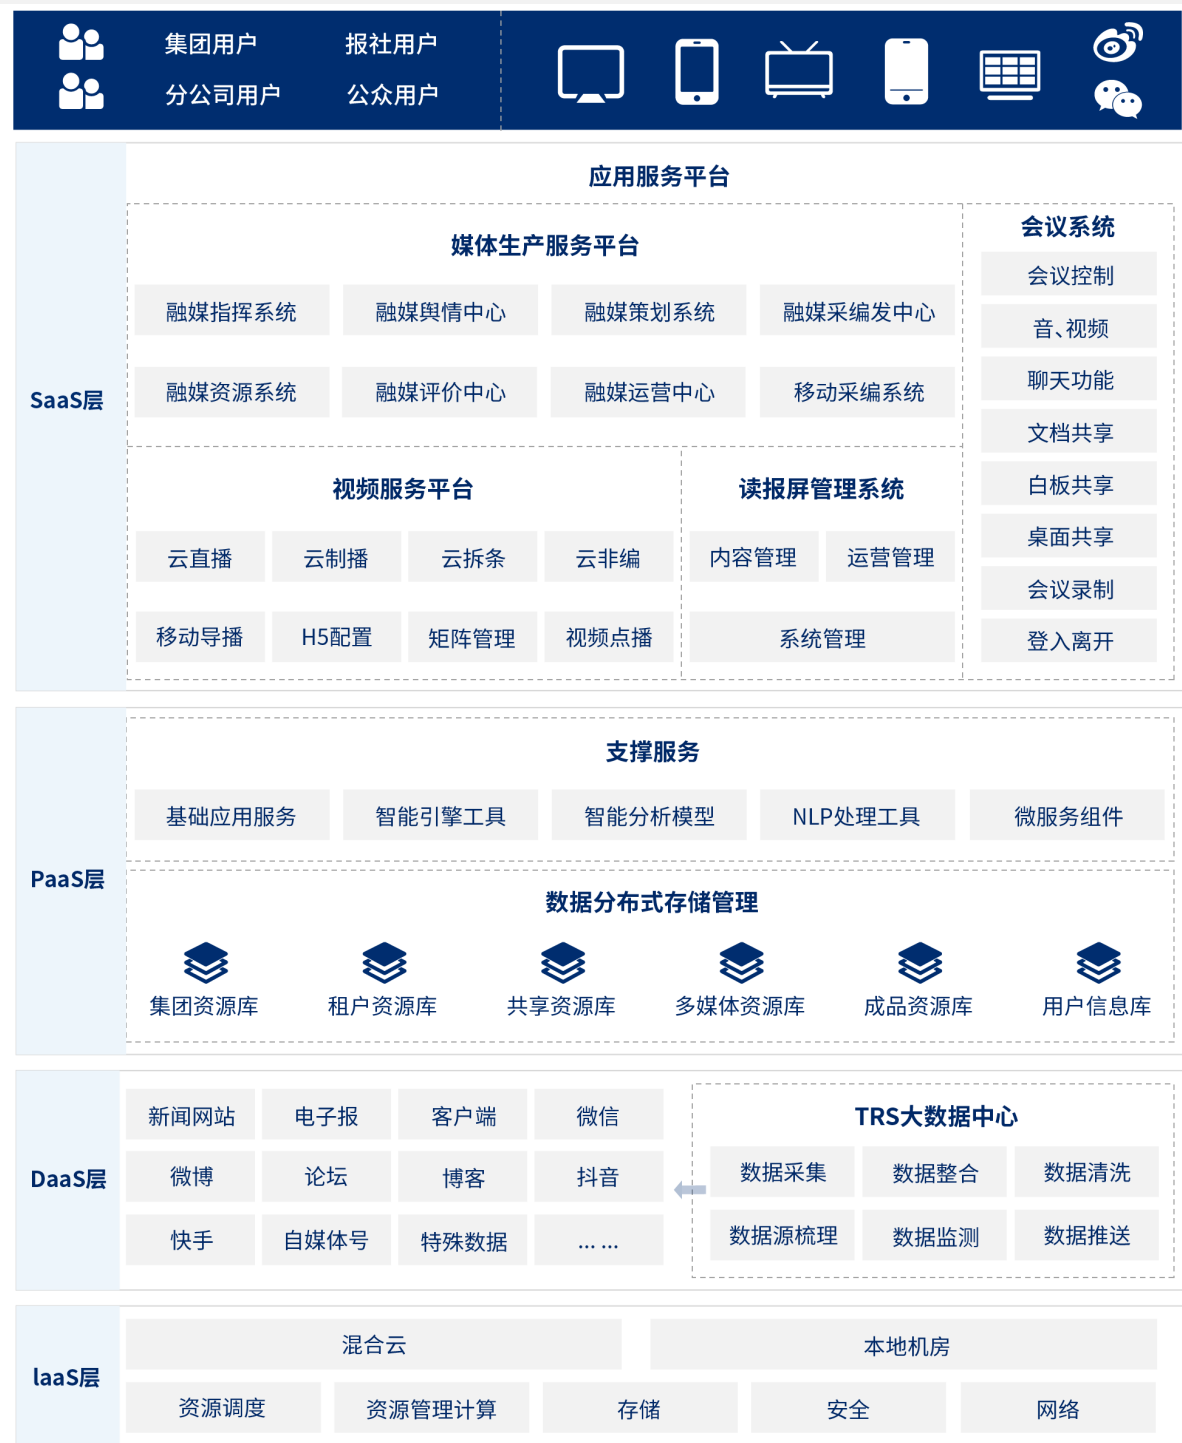 集团用户
报社用户
分公司用户
公众用户
SaaS层
应用服务平台
媒体生产服务平台
融媒指挥系统
融媒舆情中心
融媒策划系统
融媒采编发中心
融媒资源系统
融媒评价中心
融媒运营中心
移动采编系统
视频服务平台
云直播
云制播
云拆条
云非编
移动导播
H5配置
矩阵管理
视频点播
读报屏管理系统
内容管理
运营管理
系统管理
会议系统
会议控制
音、视频
聊天功能
文档共享
白板共享
桌面共享
会议录制
登入离开
PaaS层
支撑服务
基础应用服务
智能引擎工具
智能分析模型
NLP处理工具
微服务组件
数据分布式存储管理
集团资源库
租户资源库
共享资源库
多媒体资源库
成品资源库
用户信息库
DaaS层
新闻网站
电子报
客户端
微信
微博
论坛
博客
抖音
快手
自媒体号
特殊数据
... ...
TRS大数据中心
数据采集
数据整合
数据清洗
数据源梳理
数据监测
数据推送
laaS层
混合云
本地机房
资源调度
资源管理计算
存储
安全
网络